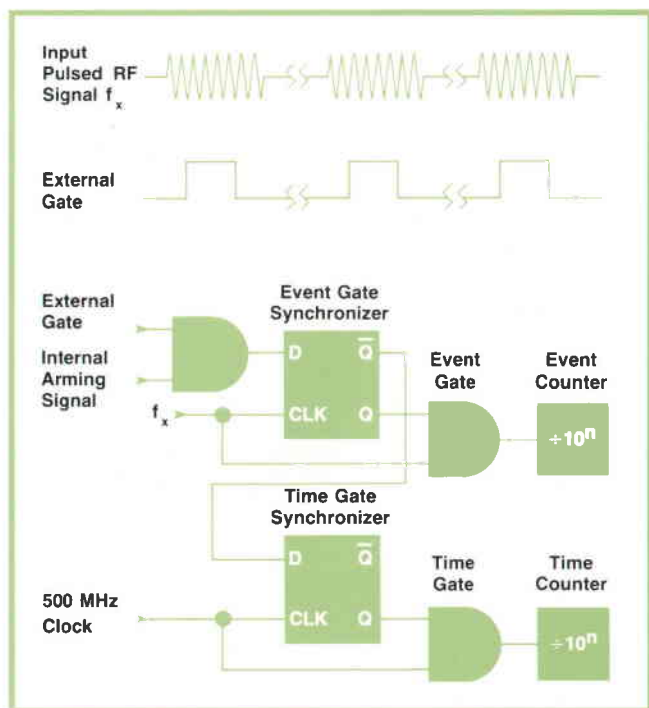 Input
Pulsed RF
Signal fx
External
Gate
External
Gate
Internal
Arming
Signal
fx
Event Gate
Synchronizer
D Q̅
CLK Q
Event
Gate
Event
Counter
÷10ⁿ
Time Gate
Synchronizer
D Q̅
CLK Q
500 MHz
Clock
Time
Gate
Time
Counter
÷10ⁿ